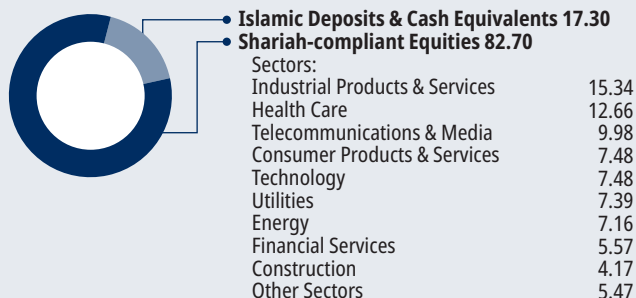 Islamic Deposits & Cash Equivalents 17.30
Shariah-compliant Equities 82.70
Sectors:
Industrial Products & Services 15.34
Health Care 12.66
Telecommunications & Media 9.98
Consumer Products & Services 7.48
Technology 7.48
Utilities 7.39
Energy 7.16
Financial Services 5.57
Construction 4.17
Other Sectors 5.47